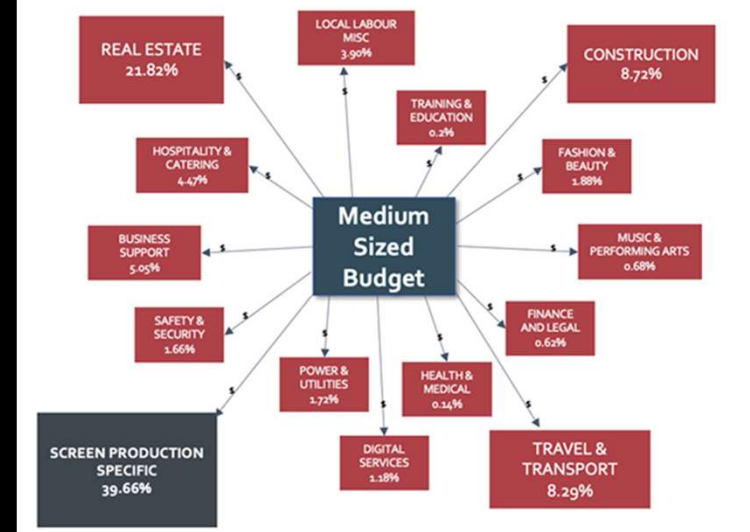 REAL ESTATE
21.82%
LOCAL LABOUR
MISC
3.90%
CONSTRUCTION
8.72%
TRAINING &
EDUCATION
0.2%
HOSPITALITY &
CATERING
4.47%
FASHION &
BEAUTY
1.88%
Medium
Sized
Budget
BUSINESS
SUPPORT
5.05%
MUSIC &
PERFORMING ARTS
0.68%
SAFETY &
SECURITY
1.66%
FINANCE
AND LEGAL
0.62%
POWER &
UTILITIES
1.72%
HEALTH &
MEDICAL
0.14%
SCREEN PRODUCTION
SPECIFIC
39.66%
DIGITAL
SERVICES
1.18%
TRAVEL &
TRANSPORT
8.29%
$
$
$
$
$
$
$
$
$
$
$
$
$
$